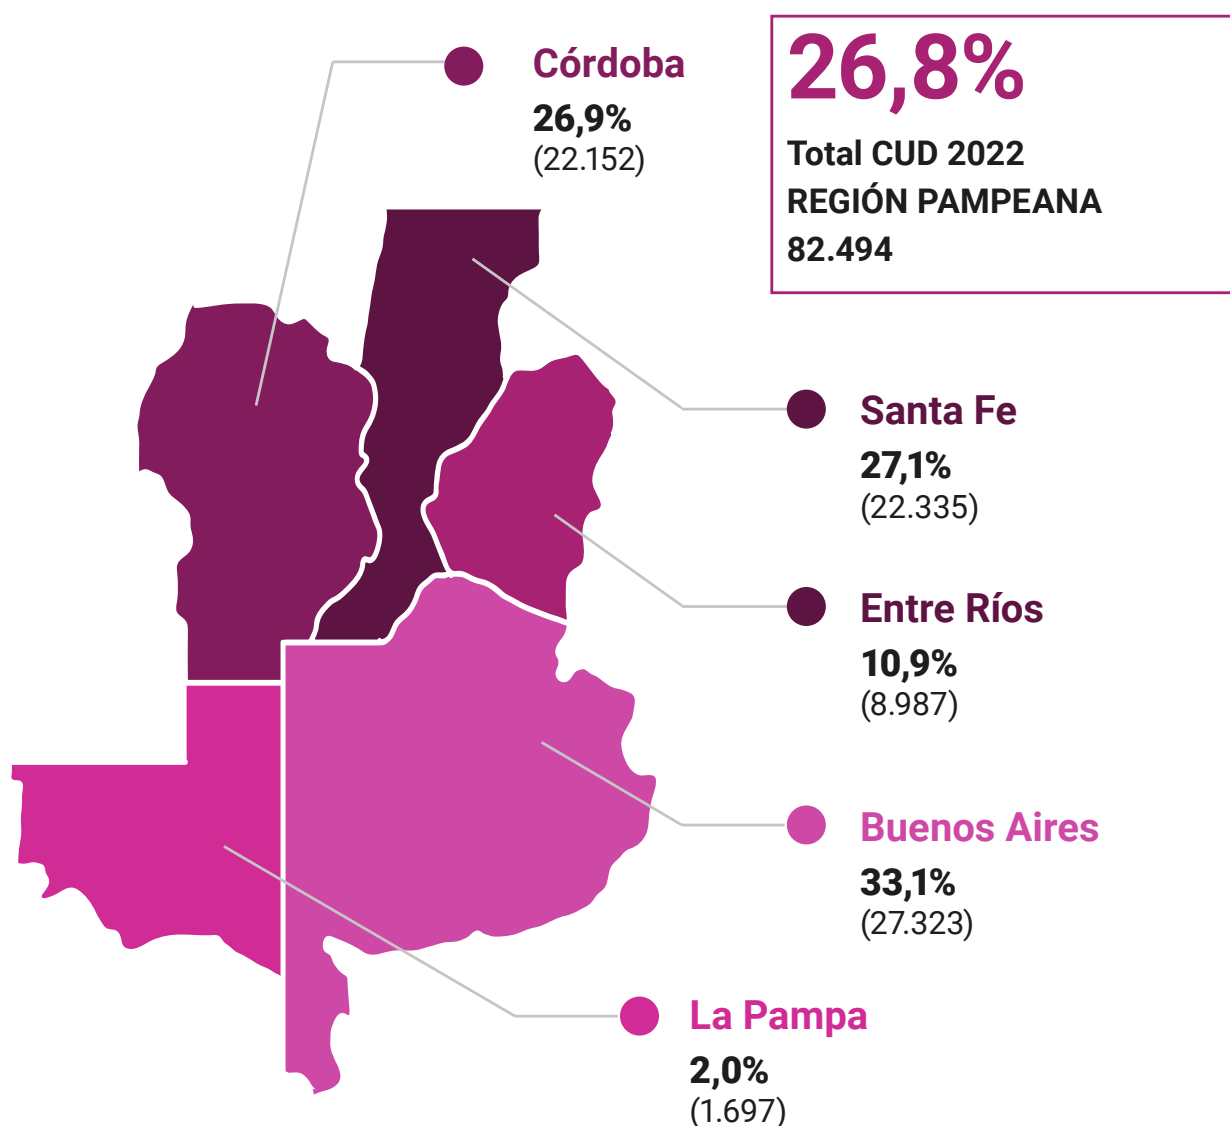 Córdoba
26,9%
(22.152)
26,8%
Total CUD 2022
REGIÓN PAMPEANA
82.494
Santa Fe
27,1%
(22.335)
Entre Ríos
10,9%
(8.987)
Buenos Aires
33,1%
(27.323)
La Pampa
2,0%
(1.697)